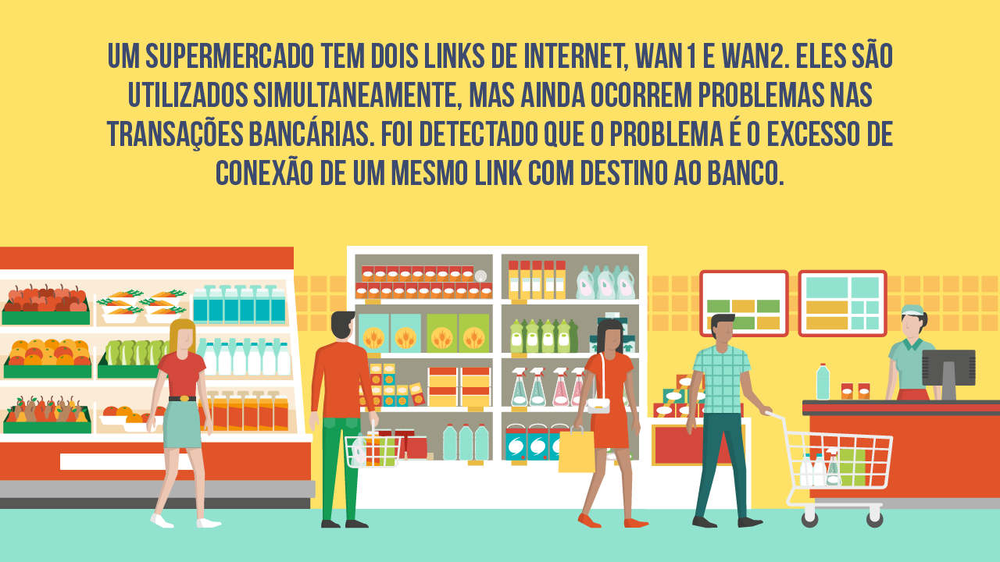 UM SUPERMERCADO TEM DOIS LINKS DE INTERNET, WAN1 E WAN2. ELES SÃO
UTILIZADOS SIMULTANEAMENTE, MAS AINDA OCORREM PROBLEMAS NAS
TRANSAÇÕES BANCÁRIAS. FOI DETECTADO QUE O PROBLEMA É O EXCESSO DE
CONEXÃO DE UM MESMO LINK COM DESTINO AO BANCO.